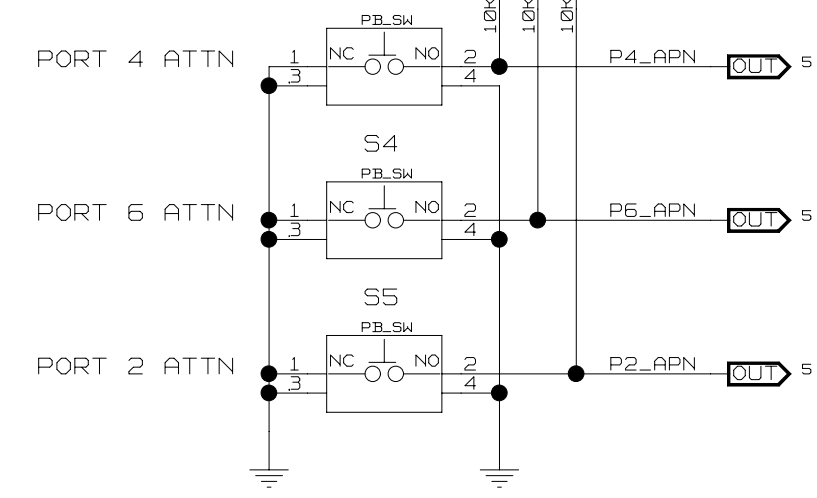 10K 10K 10K
PB_SW
PORT 4 ATTN 1 NC NO 2 P4_APN OUT 5
3 4
S4
PB_SW
PORT 6 ATTN 1 NC NO 2 P6_APN OUT 5
3 4
S5
PB_SW
PORT 2 ATTN 1 NC NO 2 P2_APN OUT 5
3 4